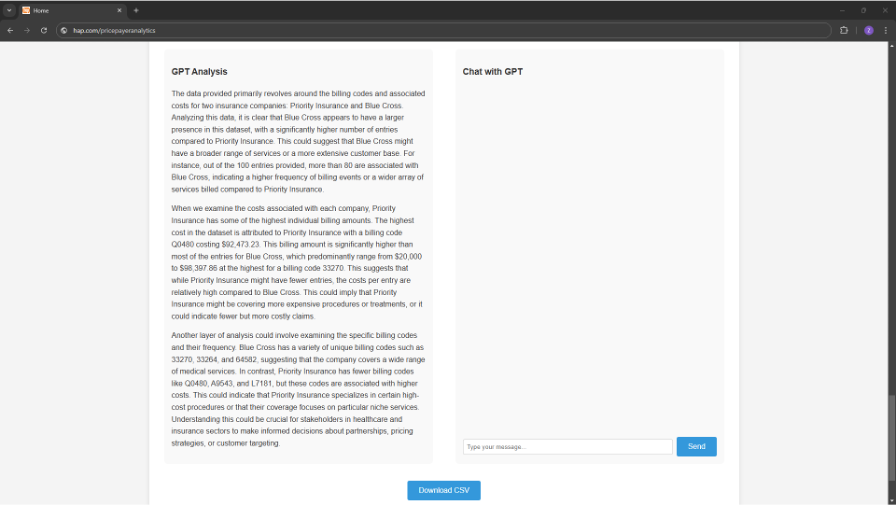 Home
hap.com/pricepayeranalytics
GPT Analysis
The data provided primarily revolves around the billing codes and associated
costs for two insurance companies: Priority Insurance and Blue Cross.
Analyzing this data, it is clear that Blue Cross appears to have a larger
presence in this dataset, with a significantly higher number of entries
compared to Priority Insurance. This could suggest that Blue Cross might
have a broader range of services or a more extensive customer base. For
instance, out of the 100 entries provided, more than 80 are associated with
Blue Cross, indicating a higher frequency of billing events or a wider array of
services billed compared to Priority Insurance.
When we examine the costs associated with each company, Priority
Insurance has some of the highest individual billing amounts. The highest
cost in the dataset is attributed to Priority Insurance with a billing code
Q0480 costing $92,473.23. This billing amount is significantly higher than
most of the entries for Blue Cross, which predominantly range from $20,000
to $98,397.86 at the highest for a billing code 33270. This suggests that
while Priority Insurance might have fewer entries, the costs per entry are
relatively high compared to Blue Cross. This could imply that Priority
Insurance might be covering more expensive procedures or treatments, or it
could indicate fewer but more costly claims.
Another layer of analysis could involve examining the specific billing codes
and their frequency. Blue Cross has a variety of unique billing codes such as
33270, 33264, and 64582, suggesting that the company covers a wide range
of medical services. In contrast, Priority Insurance has fewer billing codes
like Q0480, A9543, and L7181, but these codes are associated with higher
costs. This could indicate that Priority Insurance specializes in certain high-
cost procedures or that their coverage focuses on particular niche services.
Understanding this could be crucial for stakeholders in healthcare and
insurance sectors to make informed decisions about partnerships, pricing
strategies, or customer targeting.
Chat with GPT
Type your message...
Send
Download CSV